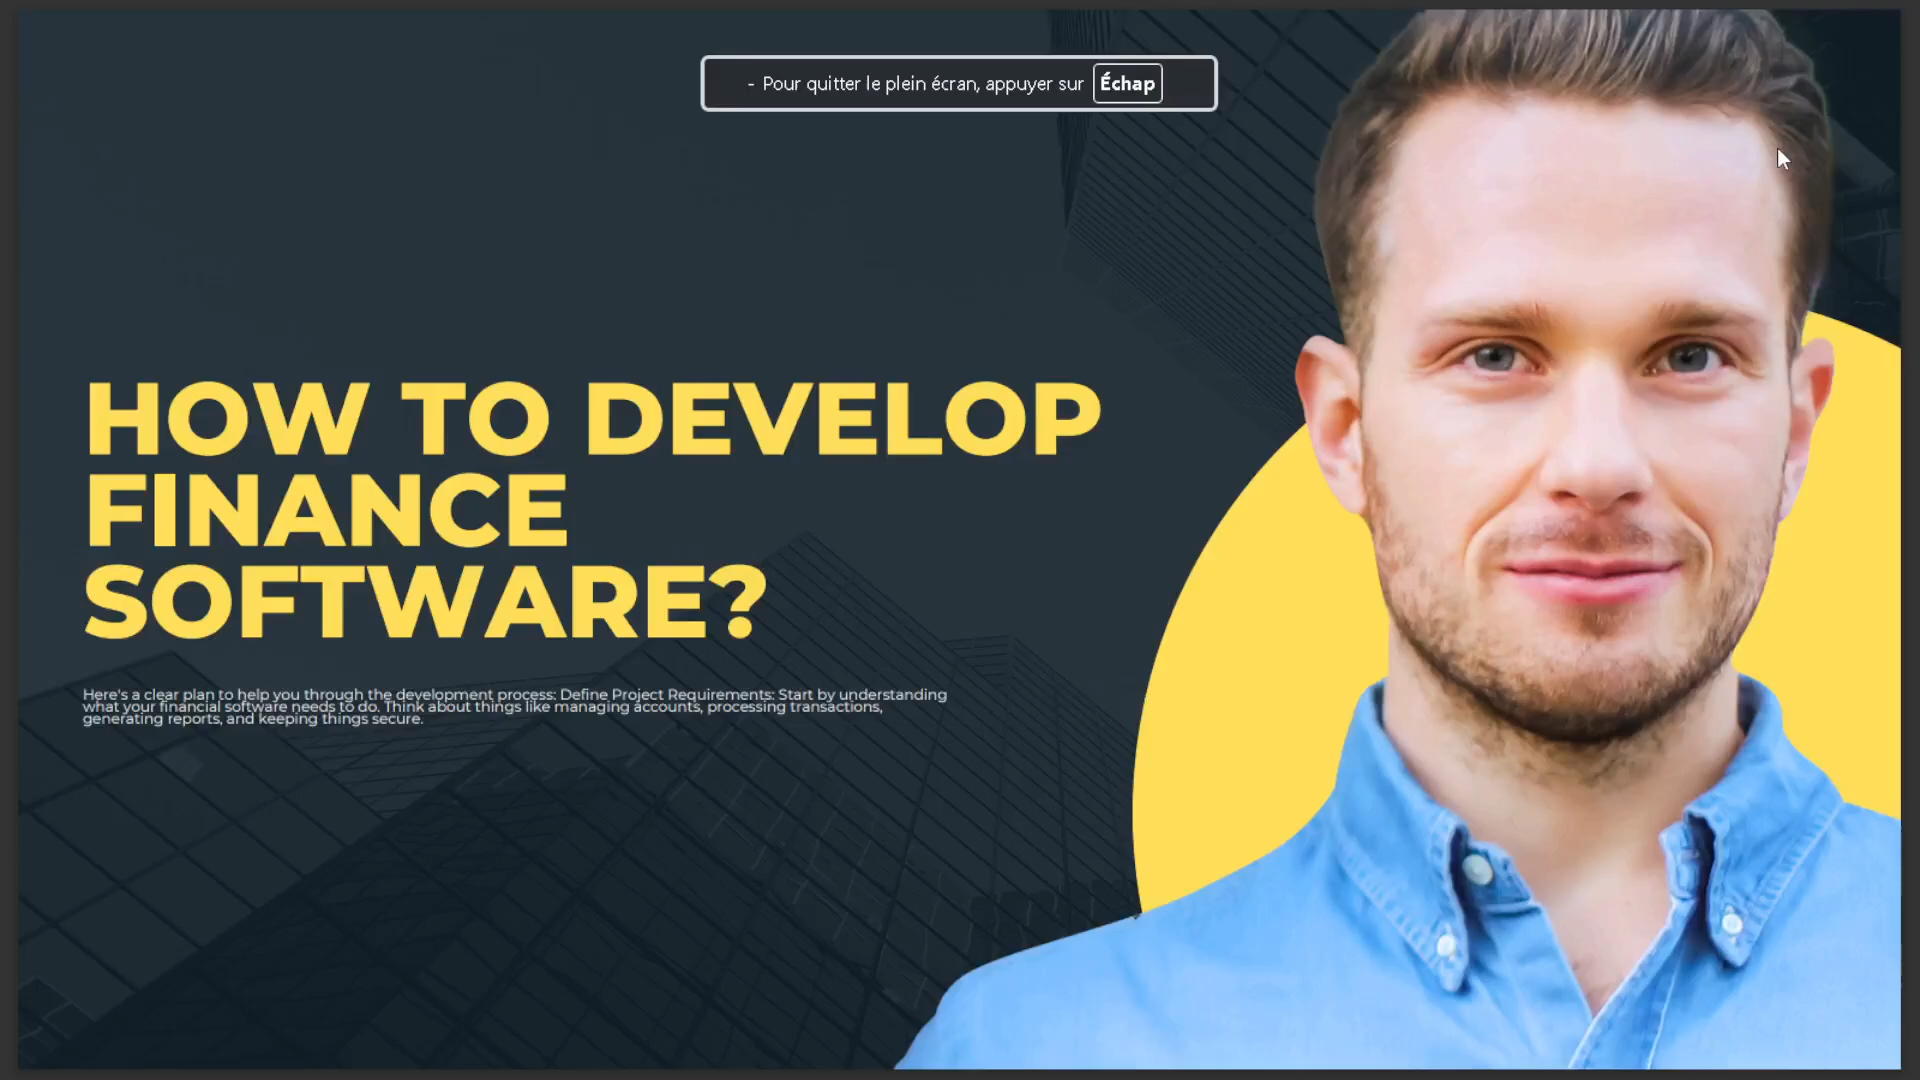 - Pour quitter le plein écran, appuyer sur Échap
HOW TO DEVELOP
FINANCE
SOFTWARE?
Here's a clear plan to help you through the development process: Define Project Requirements: Start by understanding
what your financial software needs to do. Think about things like managing accounts, processing transactions,
generating reports, and keeping things secure.